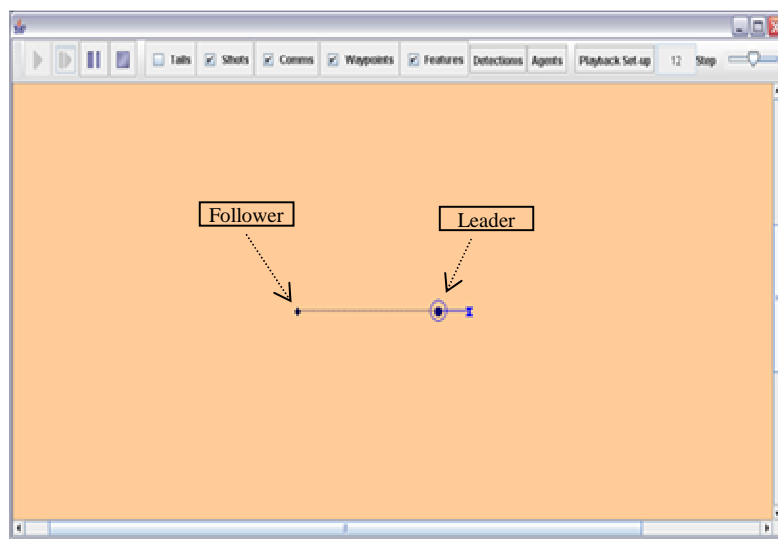 Tails Shots Comms Waypoints Features Detections Agents Playback Set-up 12 Step
Follower
Leader